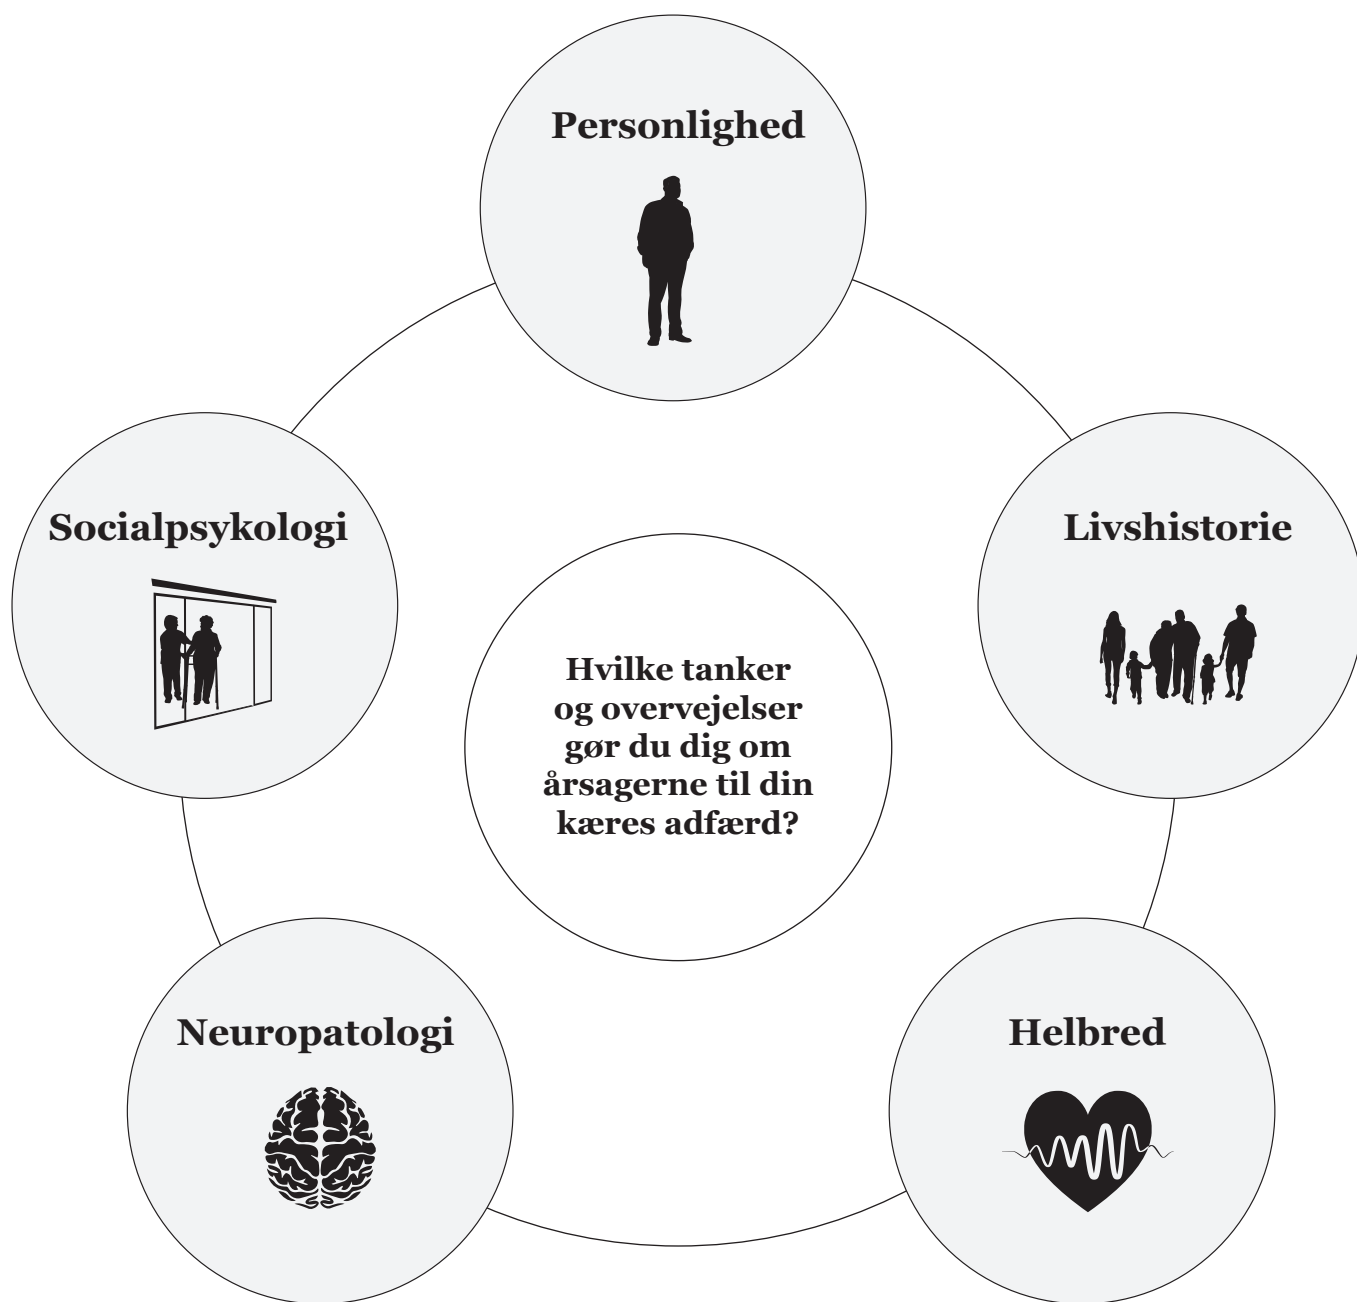 Personlighed
Socialpsykologi
Livshistorie
Hvilke tanker
og overvejelser
gør du dig om
årsagerne til din
kæres adfærd?
Neuropatologi
Helbred